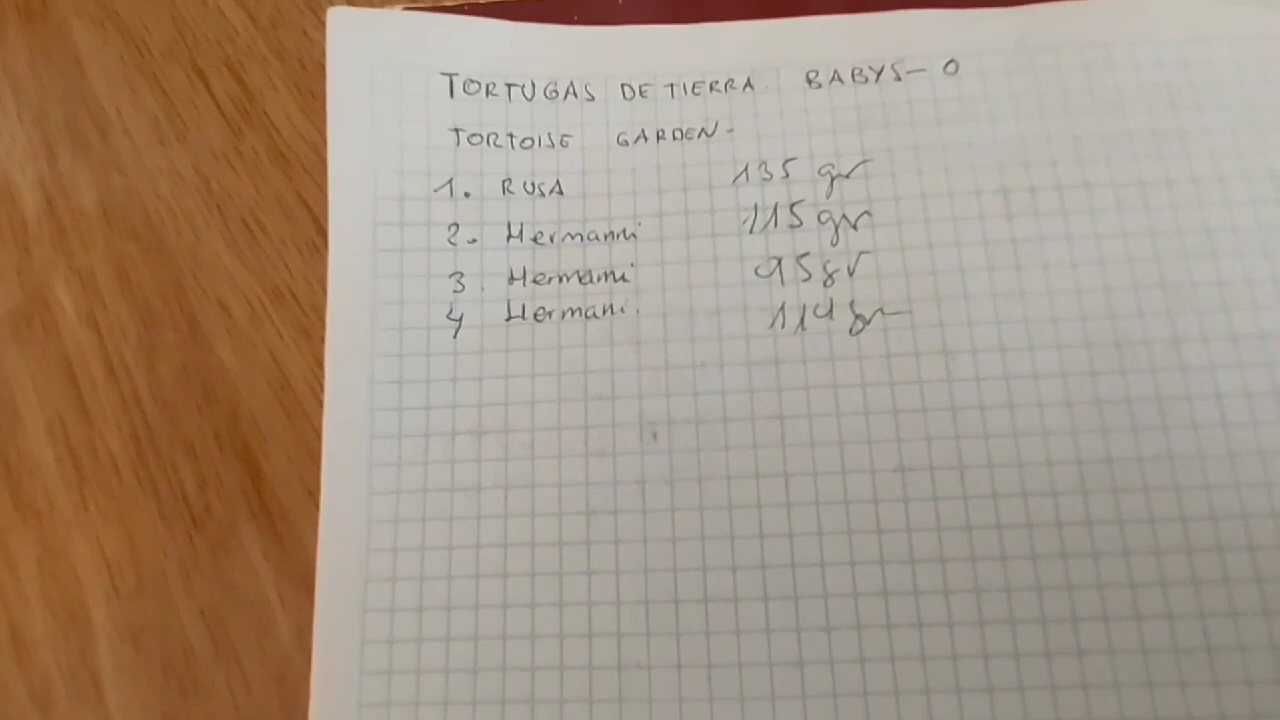 TORTUGAS DE TIERRA BABYS - 0
TORTOISE GARDEN -
1. RUSA 135 gr
2. Hermanni 115 gr
3. Hermanni 95 gr
4 Hermani. 114 gr